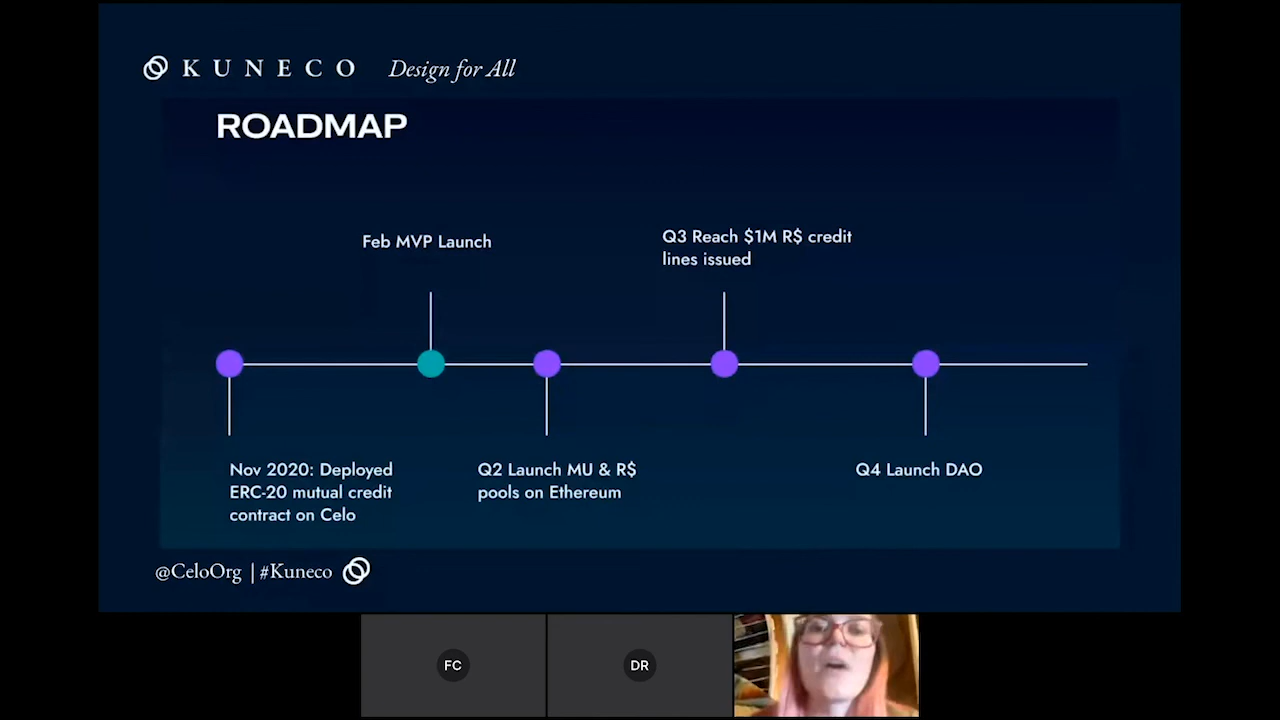 KUNECO Design for All
ROADMAP
Feb MVP Launch
Q3 Reach $1M R$ credit
lines issued
Nov 2020: Deployed
ERC-20 mutual credit
contract on Celo
Q2 Launch MU & R$
pools on Ethereum
Q4 Launch DAO
@CeloOrg | #Kuneco
FC
DR